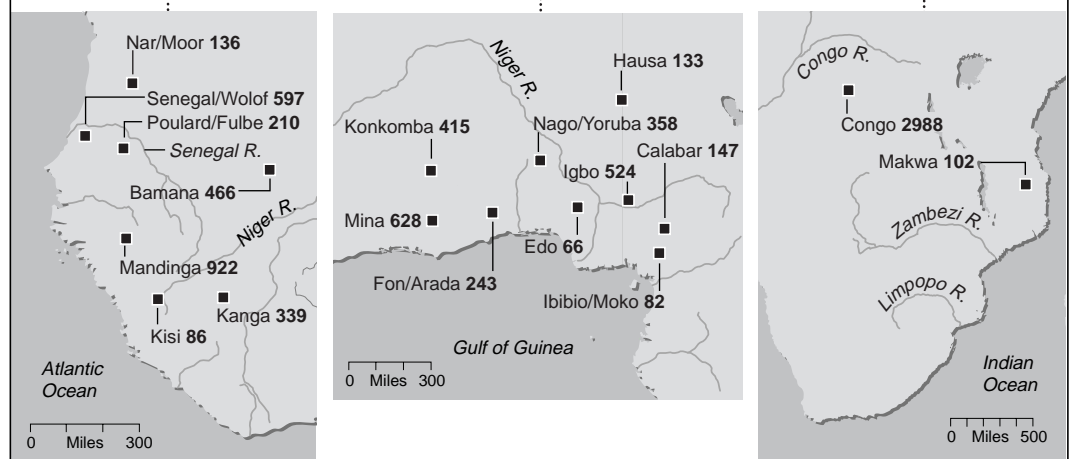 Nar/Moor 136
Senegal/Wolof 597
Poulard/Fulbe 210
Senegal R.
Bamana 466
Niger R.
Mandinga 922
Kanga 339
Kisi 86
Atlantic
Ocean
0 Miles 300
Niger R.
Hausa 133
Konkomba 415
Nago/Yoruba 358
Calabar 147
Igbo 524
Mina 628
Edo 66
Fon/Arada 243
Ibibio/Moko 82
Gulf of Guinea
0 Miles 300
Congo R.
Congo 2988
Makwa 102
Zambezi R.
Limpopo R.
Indian
Ocean
0 Miles 500